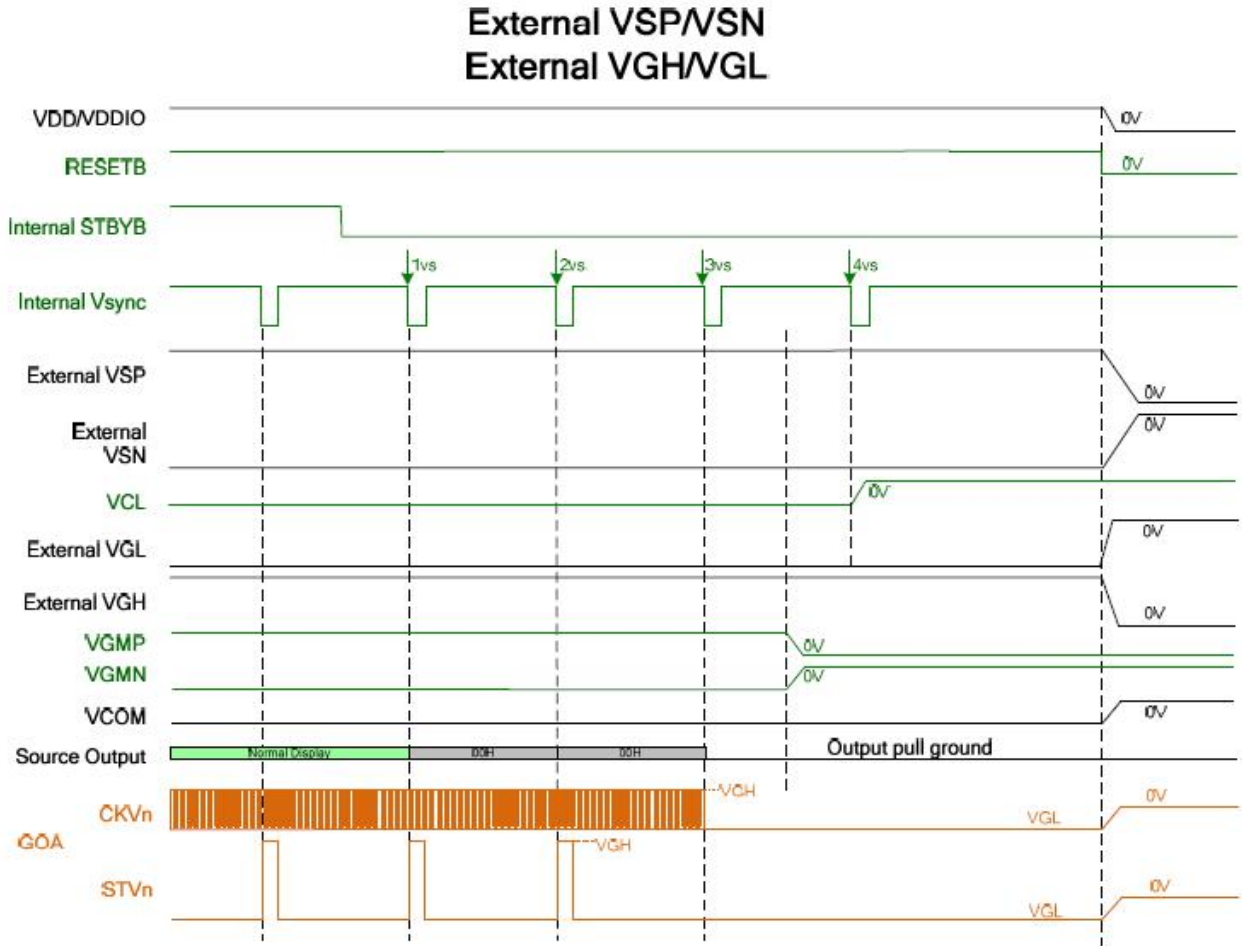 External VSP/VSN
External VGH/VGL
VDD/VDDIO
0V
RESETB
0V
Internal STBYB
1vs
2vs
3vs
4vs
Internal Vsync
External VSP
0V
External
VSN
0V
VCL
0V
External VGL
0V
External VGH
0V
VGMP
0V
VGMN
0V
VCOM
0V
Source Output
Normal Display
00H
00H
Output pull ground
CKVn
VGH
VGL
0V
GOA
STVn
VGH
VGL
0V